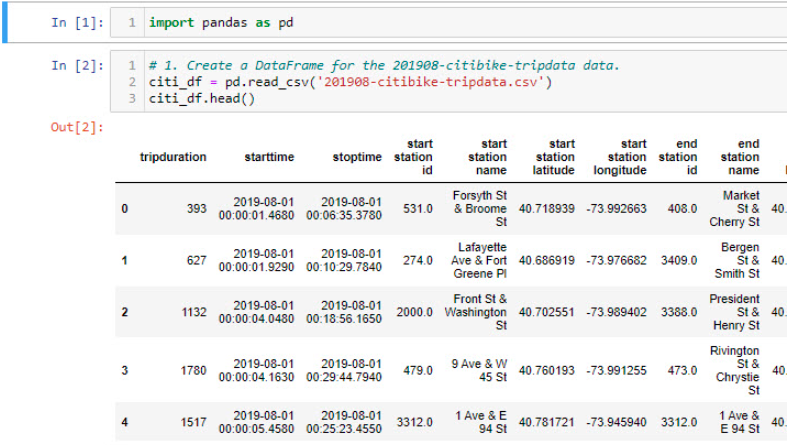 In [1]: 1 import pandas as pd
In [2]: 1 # 1. Create a DataFrame for the 201908-citibike-tripdata data.
2 citi_df = pd.read_csv('201908-citibike-tripdata.csv')
3 citi_df.head()
Out[2]:
start start start start end end
station station station station station station
tripduration starttime stoptime id name latitude longitude id name
0 393 2019-08-01 00:00:01.4680 2019-08-01 00:06:35.3780 531.0 Forsyth St & Broome St 40.718939 -73.992663 408.0 Market St & Cherry St 40.
1 627 2019-08-01 00:00:01.9290 2019-08-01 00:10:29.7840 274.0 Lafayette Ave & Fort Greene Pl 40.686919 -73.976682 3409.0 Bergen St & Smith St 40.
2 1132 2019-08-01 00:00:04.0480 2019-08-01 00:18:56.1650 2000.0 Front St & Washington St 40.702551 -73.989402 3388.0 President St & Henry St 40.
3 1780 2019-08-01 00:00:04.1630 2019-08-01 00:29:44.7940 479.0 9 Ave & W 45 St 40.760193 -73.991255 473.0 Rivington St & Chrystie St 40.
4 1517 2019-08-01 00:00:05.4580 2019-08-01 00:25:23.4550 3312.0 1 Ave & E 94 St 40.781721 -73.945940 3312.0 1 Ave & E 94 St 40.